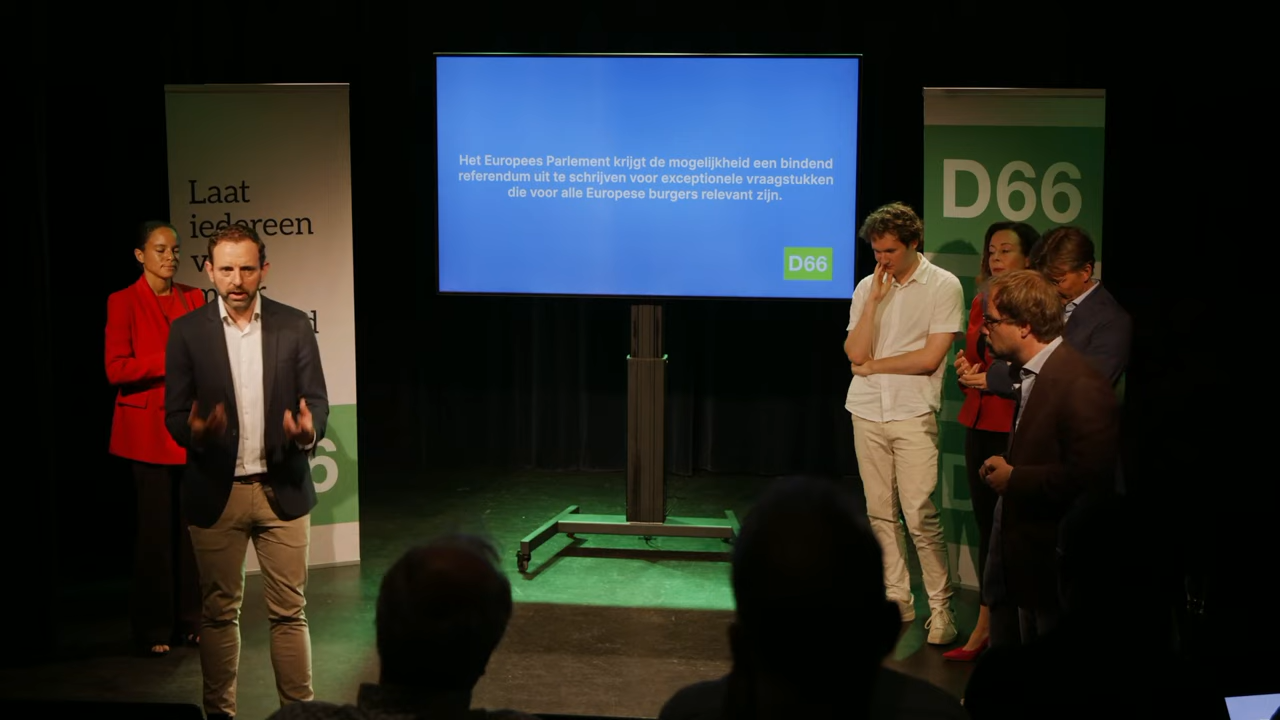 Laat
iedereen
Het Europees Parlement krijgt de mogelijkheid een bindend
referendum uit te schrijven voor exceptionele vraagstukken
die voor alle Europese burgers relevant zijn.
D66
D66
6